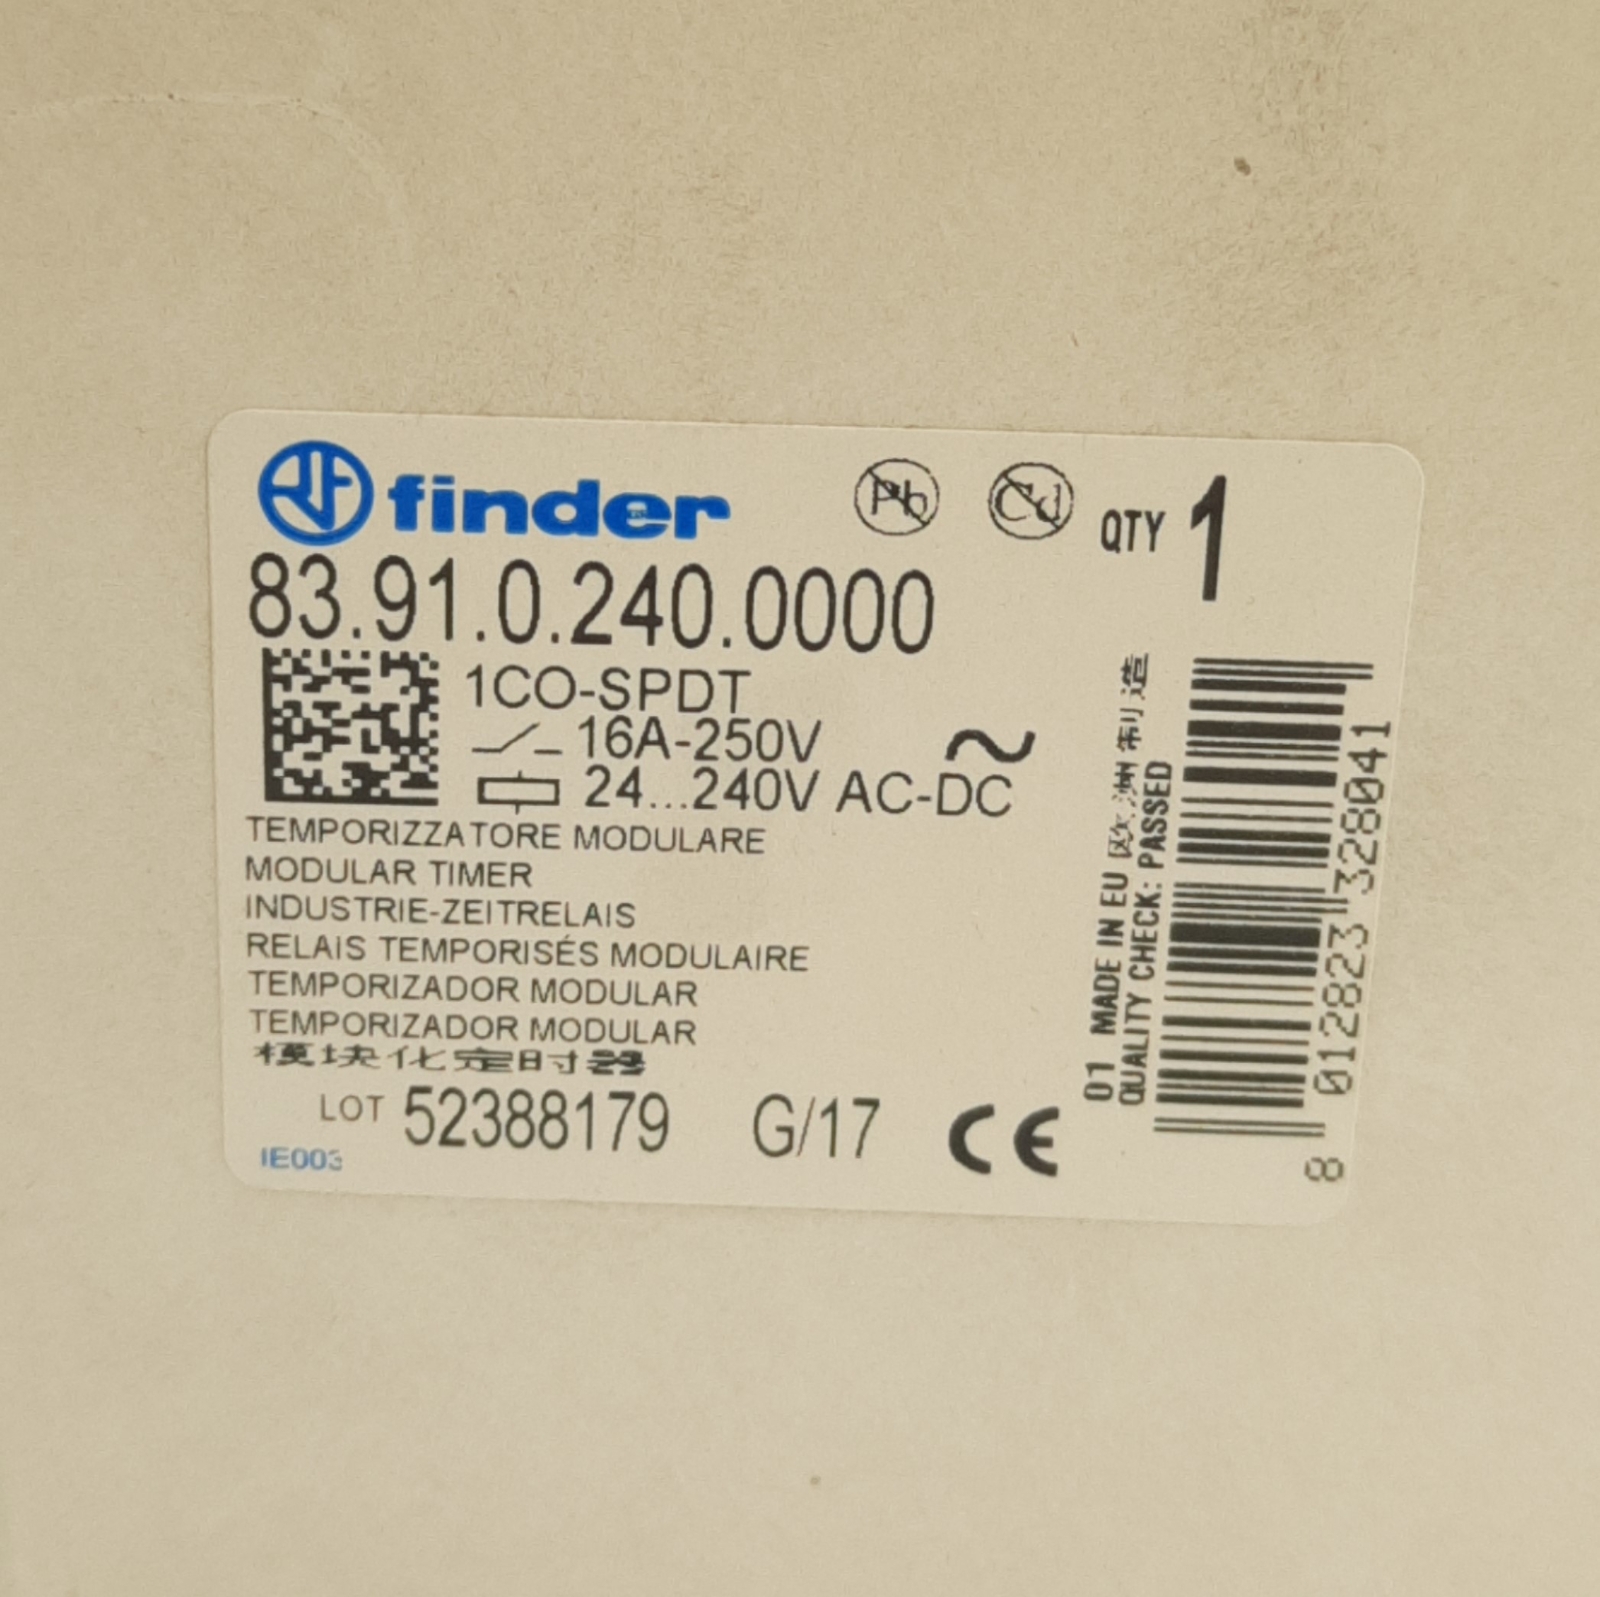 finder
Pb
Cd
QTY 1
83.91.0.240.0000
1CO-SPDT
16A-250V ~
24...240V AC-DC
TEMPORIZZATORE MODULARE
MODULAR TIMER
INDUSTRIE-ZEITRELAIS
RELAIS TEMPORISÉS MODULAIRE
TEMPORIZADOR MODULAR
TEMPORIZADOR MODULAR
模块化定时器
LOT 52388179 G/17 CE
IE003
01 MADE IN EU 欧洲制造
QUALITY CHECK: PASSED
8 012823 328041